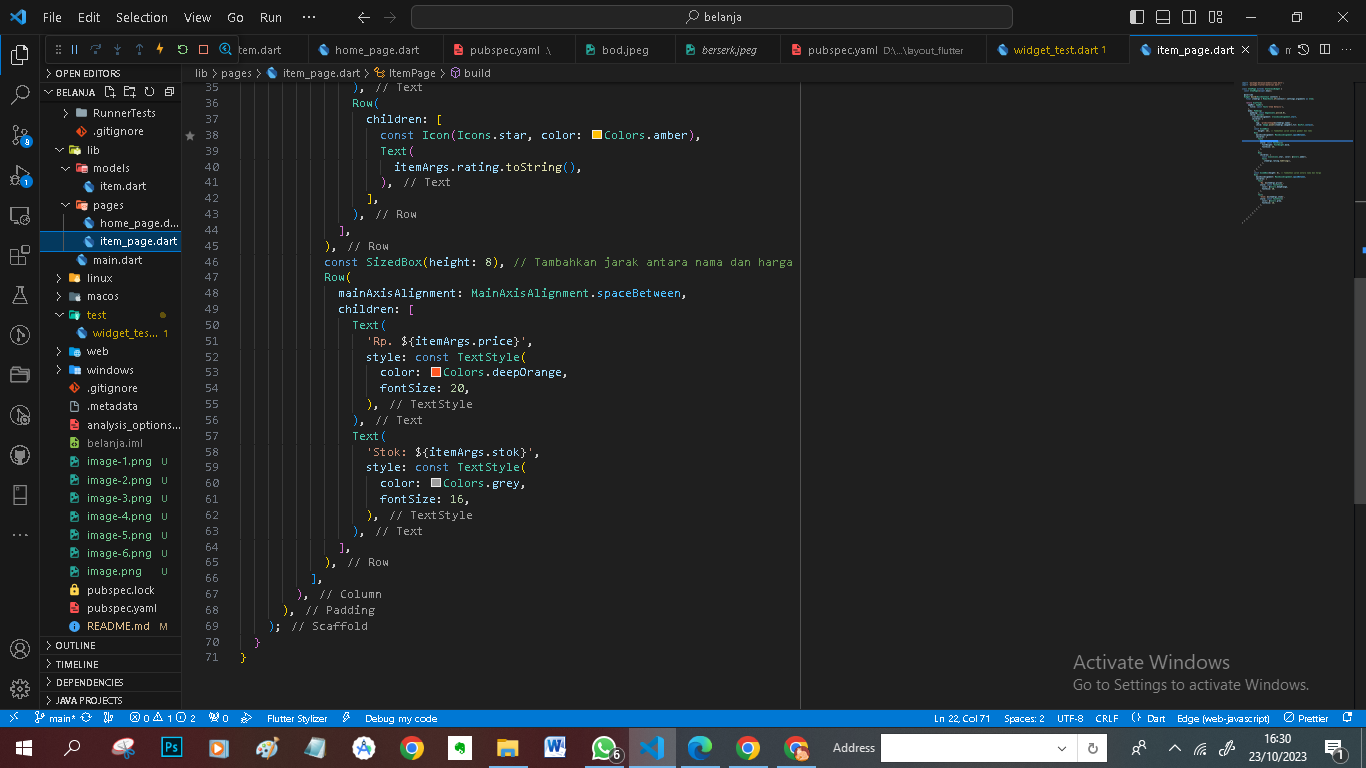 File Edit Selection View Go Run ··· belanja
tem.dart home_page.dart pubspec.yaml .\ bod.jpeg berserk.jpeg pubspec.yaml D:\...\layout_flutter widget_test.dart 1 item_page.dart
OPEN EDITORS
lib > pages > item_page.dart > ItemPage > build
BELANJA
RunnerTests
.gitignore
lib
models
item.dart
pages
home_page.d...
item_page.dart
main.dart
linux
macos
test
widget_tes... 1
web
windows
.gitignore
.metadata
analysis_options...
belanja.iml
image-1.png U
image-2.png U
image-3.png U
image-4.png U
image-5.png U
image-6.png U
image.png U
pubspec.lock
pubspec.yaml
README.md M
OUTLINE
TIMELINE
DEPENDENCIES
JAVA PROJECTS
8
1
35 ), // Text
36 Row(
37 children: [
38 const Icon(Icons.star, color: Colors.amber),
39 Text(
40 itemArgs.rating.toString(),
41 ), // Text
42 ],
43 ), // Row
44 ],
45 ), // Row
46 const SizedBox(height: 8), // Tambahkan jarak antara nama dan harga
47 Row(
48 mainAxisAlignment: MainAxisAlignment.spaceBetween,
49 children: [
50 Text(
51 'Rp. ${itemArgs.price}',
52 style: const TextStyle(
53 color: Colors.deepOrange,
54 fontSize: 20,
55 ), // TextStyle
56 ), // Text
57 Text(
58 'Stok: ${itemArgs.stok}',
59 style: const TextStyle(
60 color: Colors.grey,
61 fontSize: 16,
62 ), // TextStyle
63 ), // Text
64 ],
65 ), // Row
66 ],
67 ), // Column
68 ), // Padding
69 ); // Scaffold
70 }
71 }
Activate Windows
Go to Settings to activate Windows.
main* 0 1 2 0 Flutter Stylizer Debug my code Ln 22, Col 71 Spaces: 2 UTF-8 CRLF Dart Edge (web-javascript) Prettier
Ps W 6 Address 16:30
23/10/2023 1